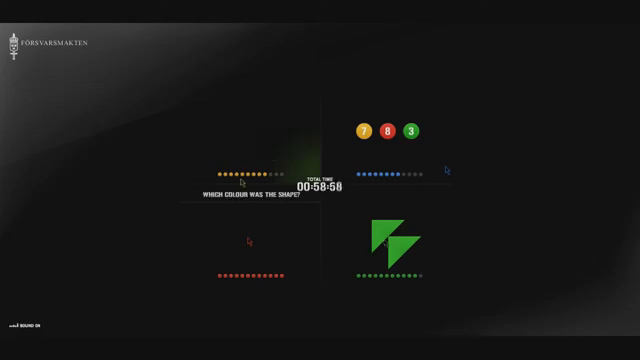 FÖRSVARSMAKTEN
7 8 3
TOTAL TIME
00:58:58
WHICH COLOUR WAS THE SHAPE?
SOUND ON